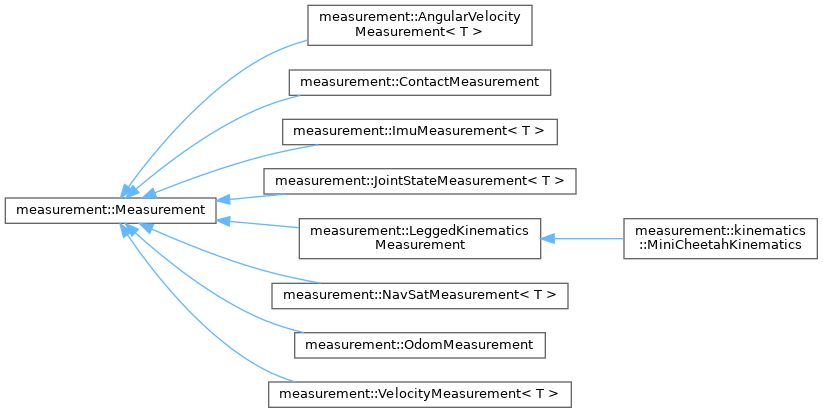 measurement::AngularVelocity
Measurement< T >
measurement::ContactMeasurement
measurement::ImuMeasurement< T >
measurement::JointStateMeasurement< T >
measurement::Measurement
measurement::LeggedKinematics
Measurement
measurement::kinematics
::MiniCheetahKinematics
measurement::NavSatMeasurement< T >
measurement::OdomMeasurement
measurement::VelocityMeasurement< T >